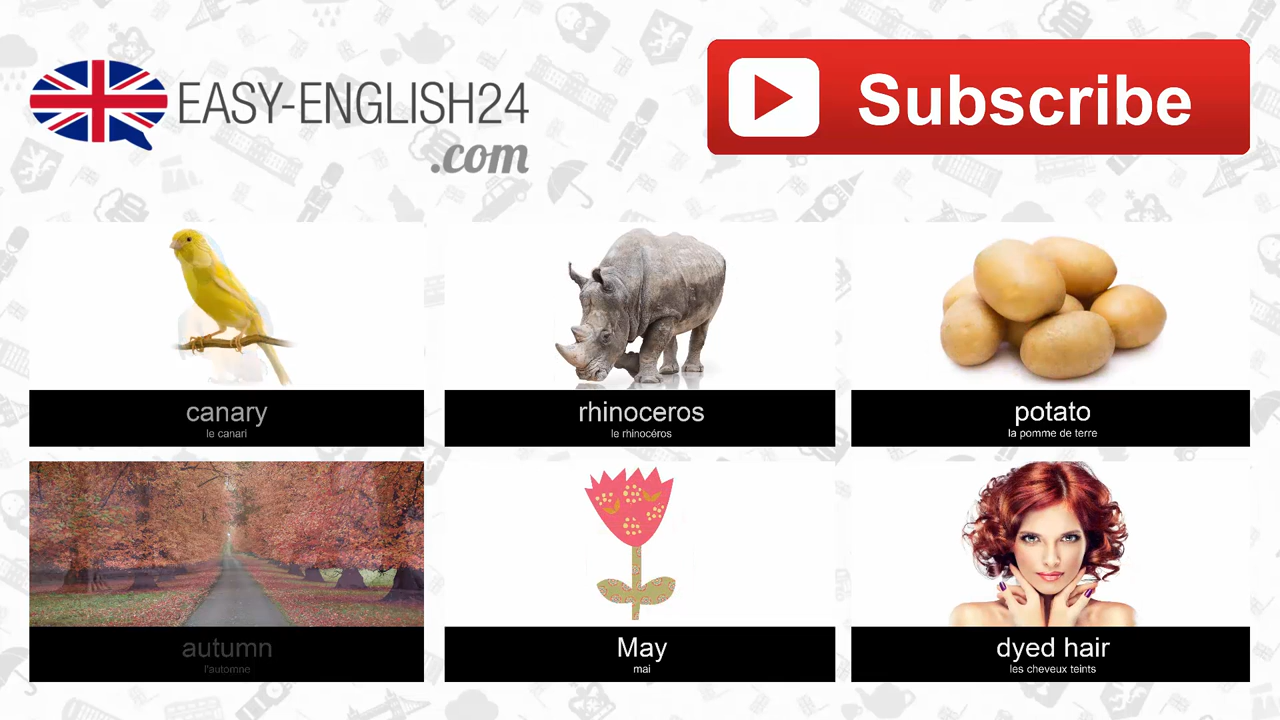 EASY-ENGLISH24
.com
Subscribe
canary
le canari
rhinoceros
le rhinocéros
potato
la pomme de terre
autumn
l'automne
May
mai
dyed hair
les cheveux teints